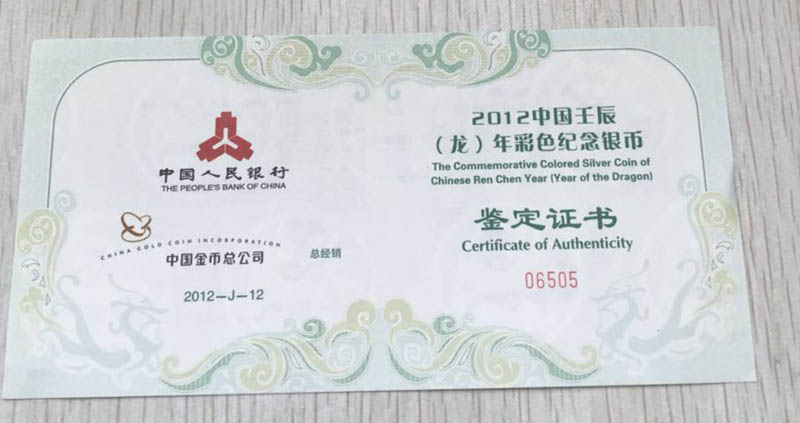 中国人民银行
THE PEOPLE'S BANK OF CHINA
CHINA GOLD COIN INCORPORATION
中国金币总公司
总经销
2012-J-12
2012中国壬辰
（龙）年彩色纪念银币
The Commemorative Colored Silver Coin of
Chinese Ren Chen Year (Year of the Dragon)
鉴定证书
Certificate of Authenticity
06505